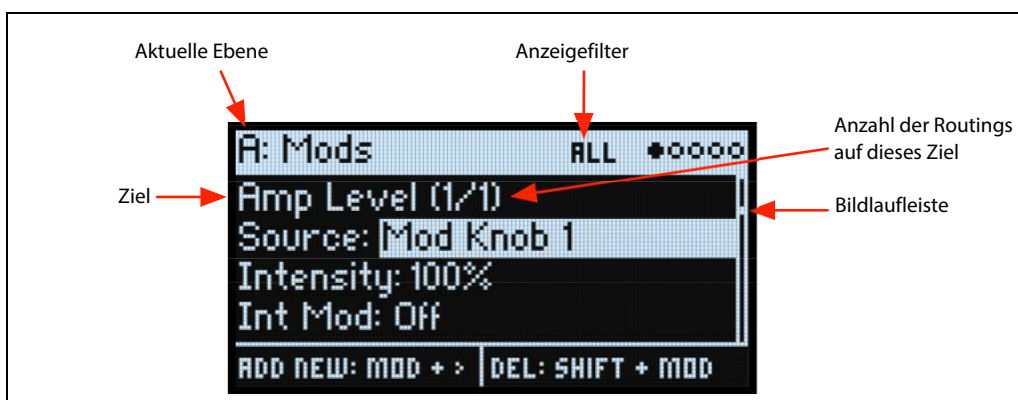 Aktuelle Ebene
Anzeigefilter
Anzahl der Routings
auf dieses Ziel
A: Mods ALL
Ziel
Amp Level (1/1)
Bildlaufleiste
Source: Mod Knob 1
Intensity: 100%
Int Mod: Off
ADD NEW: MOD + > DEL: SHIFT + MOD